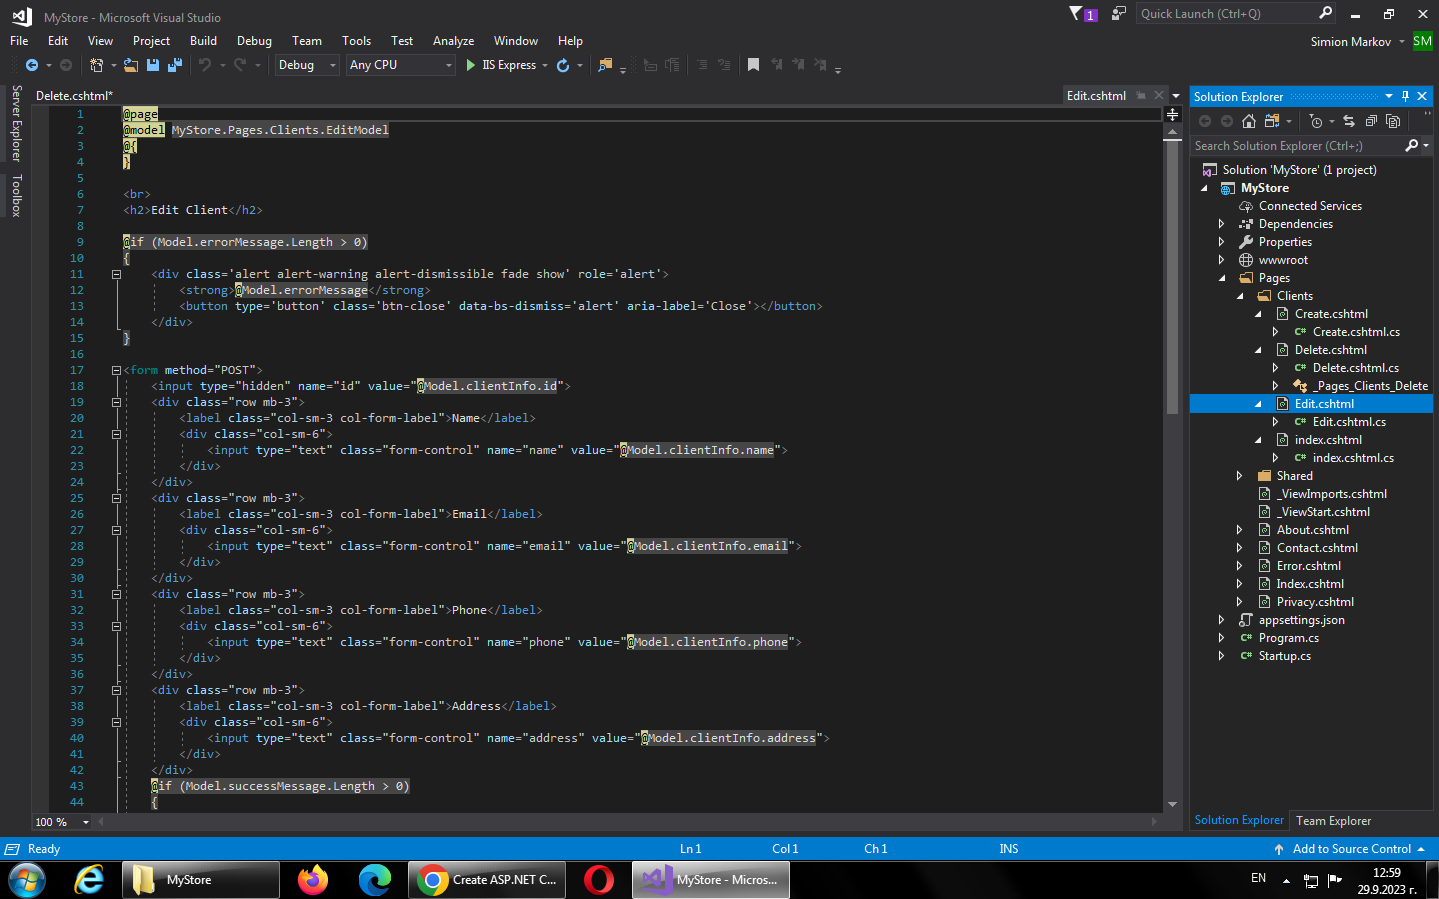 MyStore - Microsoft Visual Studio
1
Quick Launch (Ctrl+Q)
File Edit View Project Build Debug Team Tools Test Analyze Window Help
Simion Markov
SM
Debug
Any CPU
IIS Express
Server Explorer
Toolbox
Delete.cshtml*
Edit.cshtml
1 @page
2 @model MyStore.Pages.Clients.EditModel
3 @{
4 }
5
6 <br>
7 <h2>Edit Client</h2>
8
9 @if (Model.errorMessage.Length > 0)
10 {
11 <div class='alert alert-warning alert-dismissible fade show' role='alert'>
12 <strong>@Model.errorMessage</strong>
13 <button type='button' class='btn-close' data-bs-dismiss='alert' aria-label='Close'></button>
14 </div>
15 }
16
17 <form method="POST">
18 <input type="hidden" name="id" value="@Model.clientInfo.id">
19 <div class="row mb-3">
20 <label class="col-sm-3 col-form-label">Name</label>
21 <div class="col-sm-6">
22 <input type="text" class="form-control" name="name" value="@Model.clientInfo.name">
23 </div>
24 </div>
25 <div class="row mb-3">
26 <label class="col-sm-3 col-form-label">Email</label>
27 <div class="col-sm-6">
28 <input type="text" class="form-control" name="email" value="@Model.clientInfo.email">
29 </div>
30 </div>
31 <div class="row mb-3">
32 <label class="col-sm-3 col-form-label">Phone</label>
33 <div class="col-sm-6">
34 <input type="text" class="form-control" name="phone" value="@Model.clientInfo.phone">
35 </div>
36 </div>
37 <div class="row mb-3">
38 <label class="col-sm-3 col-form-label">Address</label>
39 <div class="col-sm-6">
40 <input type="text" class="form-control" name="address" value="@Model.clientInfo.address">
41 </div>
42 </div>
43 @if (Model.successMessage.Length > 0)
44 {
100 %
Solution Explorer
Search Solution Explorer (Ctrl+;)
Solution 'MyStore' (1 project)
MyStore
Connected Services
Dependencies
Properties
wwwroot
Pages
Clients
Create.cshtml
C# Create.cshtml.cs
Delete.cshtml
C# Delete.cshtml.cs
_Pages_Clients_Delete
Edit.cshtml
C# Edit.cshtml.cs
index.cshtml
C# index.cshtml.cs
Shared
_ViewImports.cshtml
_ViewStart.cshtml
About.cshtml
Contact.cshtml
Error.cshtml
Index.cshtml
Privacy.cshtml
appsettings.json
C# Program.cs
C# Startup.cs
Solution Explorer Team Explorer
Ready
Ln 1 Col 1 Ch 1 INS
Add to Source Control
MyStore
Create ASP.NET C...
MyStore - Micros...
EN
12:59
29.9.2023 г.